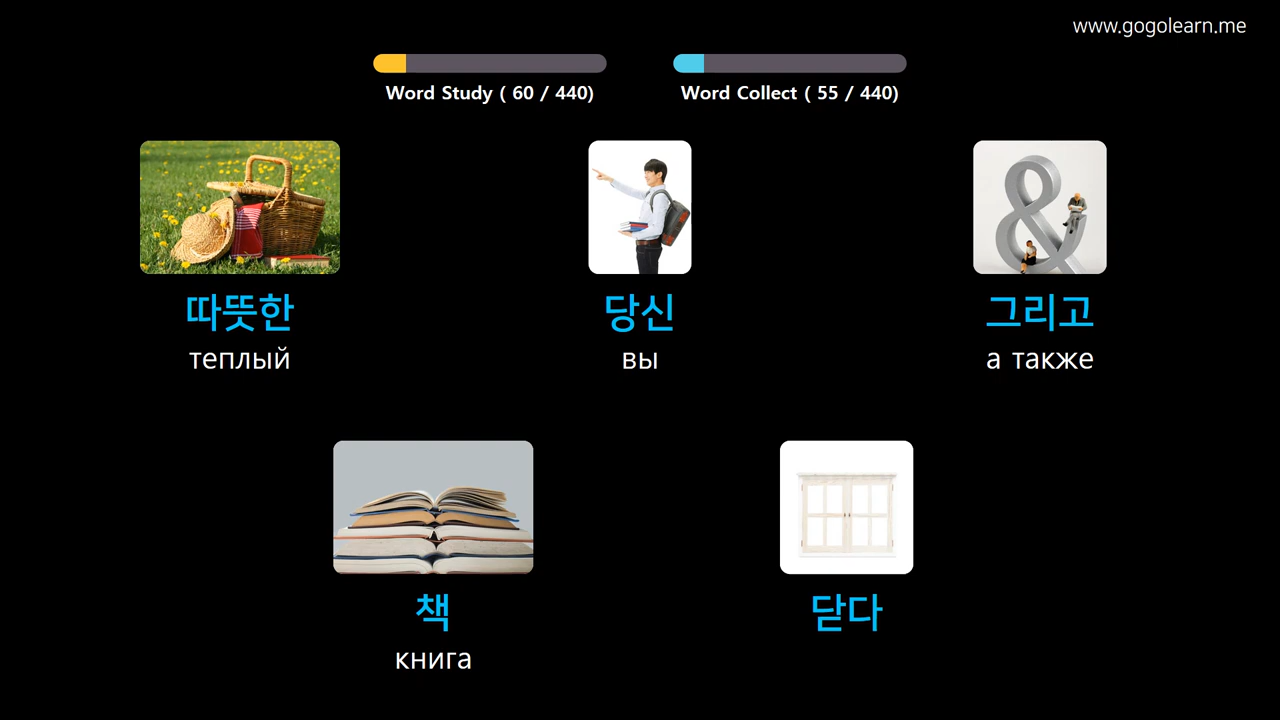 www.gogolearn.me
Word Study ( 60 / 440)
Word Collect ( 55 / 440)
따뜻한
теплый
당신
вы
그리고
а также
책
книга
닫다